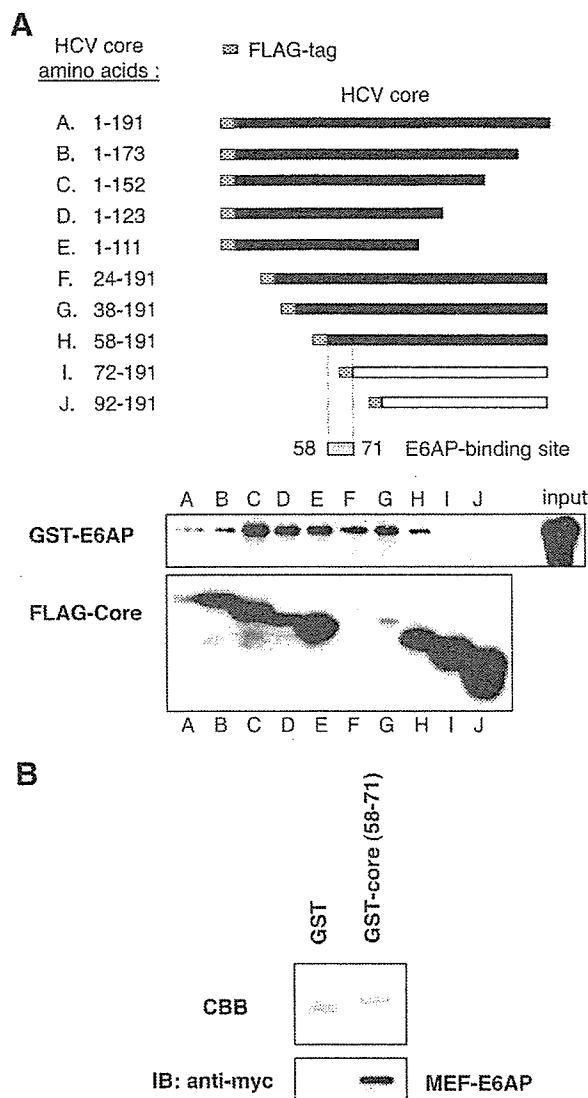 A
HCV core
amino acids :
FLAG-tag
HCV core
A. 1-191
B. 1-173
C. 1-152
D. 1-123
E. 1-111
F. 24-191
G. 38-191
H. 58-191
I. 72-191
J. 92-191
58 71 E6AP-binding site
A B C D E F G H I J input
GST-E6AP
FLAG-Core
A B C D E F G H I J
B
GST
GST-core (58-71)
CBB
IB: anti-myc MEF-E6AP